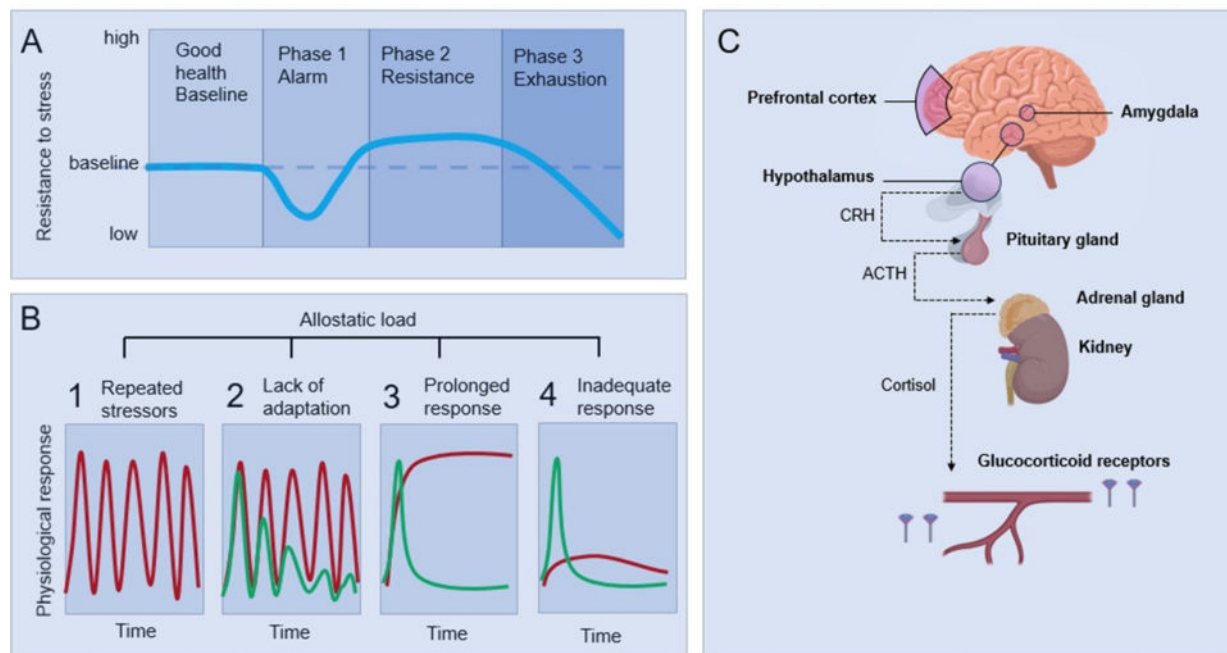 A
high
baseline
low
Resistance to stress
Good
health
Baseline
Phase 1
Alarm
Phase 2
Resistance
Phase 3
Exhaustion
B
Allostatic load
1 Repeated
stressors
2 Lack of
adaptation
3 Prolonged
response
4 Inadequate
response
Physiological response
Time
Time
Time
Time
C
Prefrontal cortex
Amygdala
Hypothalamus
CRH
Pituitary gland
ACTH
Adrenal gland
Kidney
Cortisol
Glucocorticoid receptors